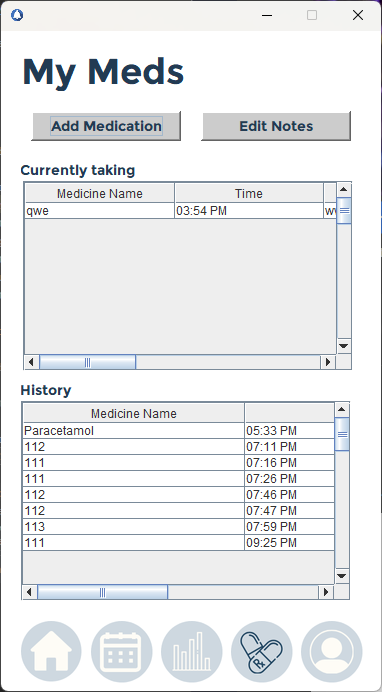 My Meds
Add Medication Edit Notes
Currently taking
Medicine Name Time
qwe 03:54 PM
History
Medicine Name
Paracetamol 05:33 PM
112 07:11 PM
111 07:16 PM
111 07:26 PM
112 07:46 PM
112 07:47 PM
113 07:59 PM
111 09:25 PM
Rx